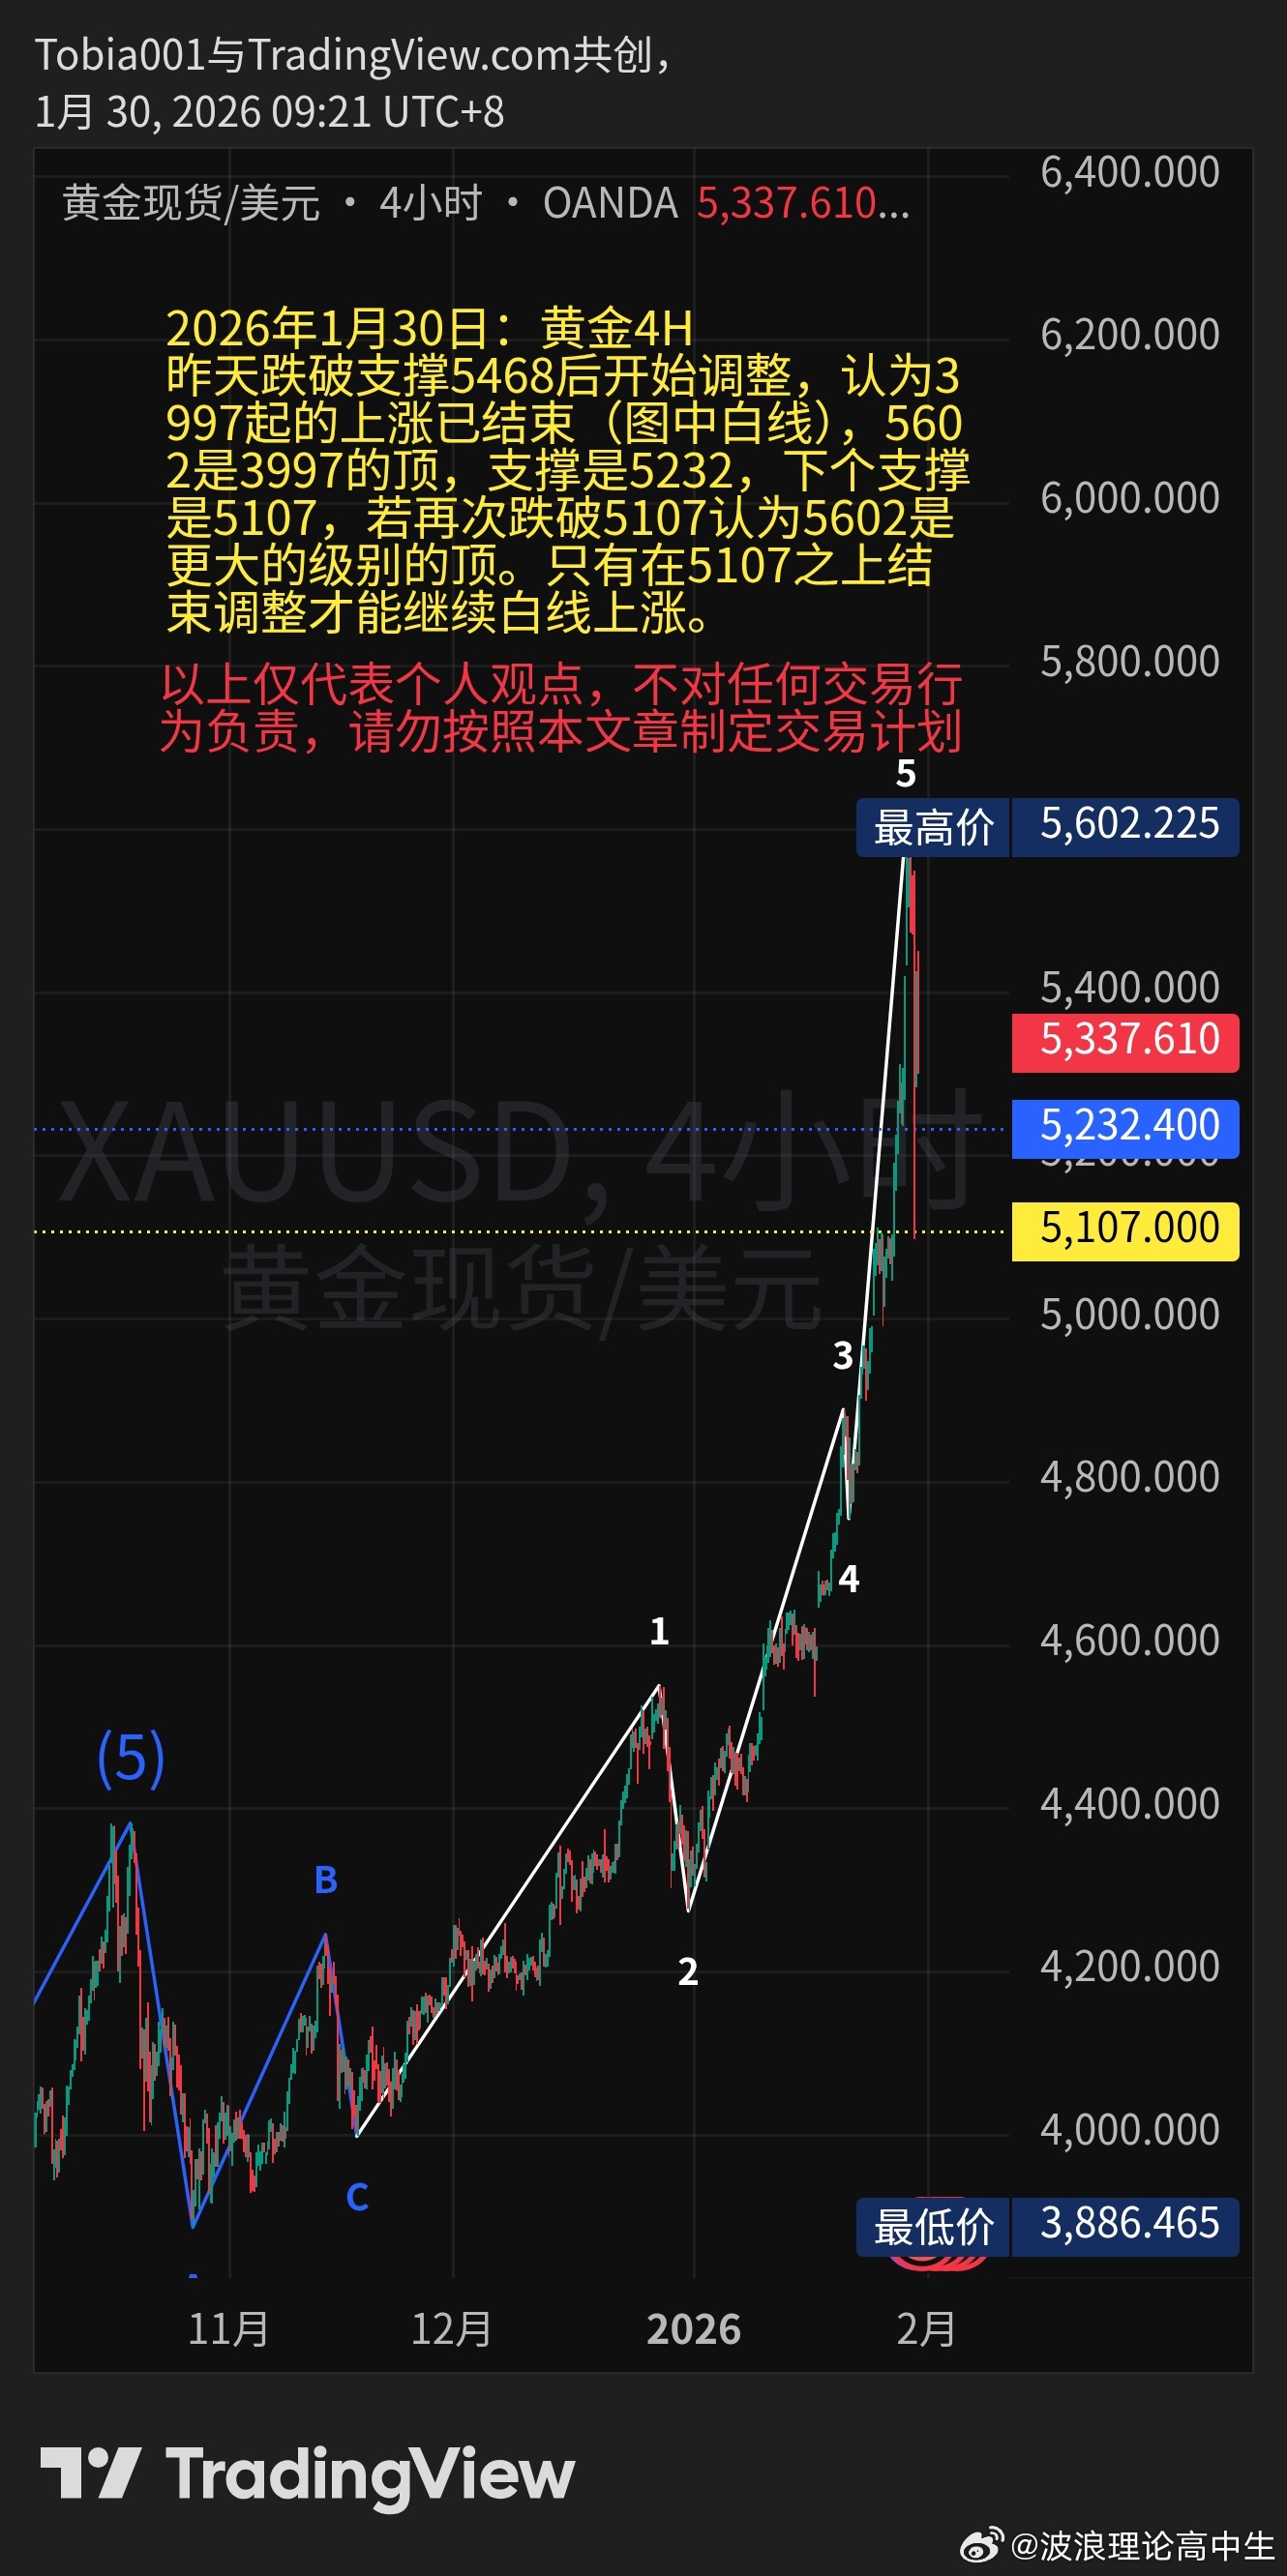 Tobia001与TradingView.com共创，
1月 30, 2026 09:21 UTC+8
6,400.000
黄金现货/美元 · 4小时 · OANDA 5,337.610...
2026年1月30日：黄金4H
6,200.000
昨天跌破支撑5468后开始调整，认为3
997起的上涨已结束（图中白线），560
2是3997的顶，支撑是5232，下个支撑
6,000.000
是5107，若再次跌破5107认为5602是
更大的级别的顶。只有在5107之上结
束调整才能继续白线上涨。
5,800.000
以上仅代表个人观点，不对任何交易行
为负责，请勿按照本文章制定交易计划
5
最高价 5,602.225
5,400.000
5,337.610
XAUUSD, 4小时
5,232.400
5,200.000
5,107.000
黄金现货/美元
5,000.000
3
4,800.000
4
1
4,600.000
(5)
4,400.000
B
2
4,200.000
4,000.000
C
最低价 3,886.465
11月 12月 2026 2月
TradingView
@波浪理论高中生